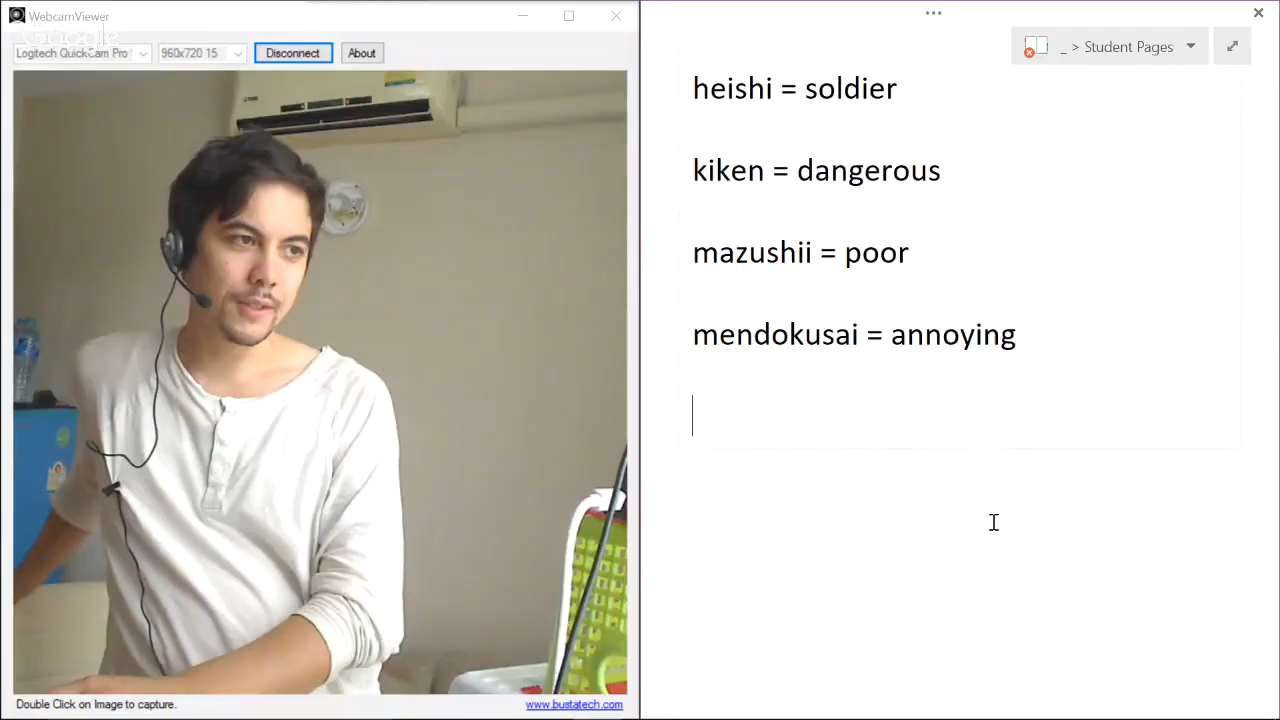 WebcamViewer
Google
Logitech QuickCam Pro
960x720 15
Disconnect
About
Double Click on Image to capture.
www.bustatech.com
_ > Student Pages
heishi = soldier
kiken = dangerous
mazushii = poor
mendokusai = annoying